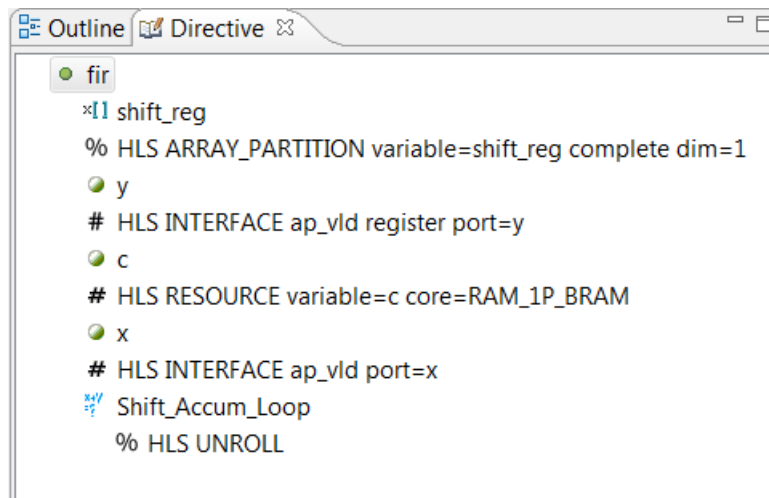 Outline Directive
fir
x[] shift_reg
% HLS ARRAY_PARTITION variable=shift_reg complete dim=1
y
# HLS INTERFACE ap_vld register port=y
c
# HLS RESOURCE variable=c core=RAM_1P_BRAM
x
# HLS INTERFACE ap_vld port=x
Shift_Accum_Loop
% HLS UNROLL